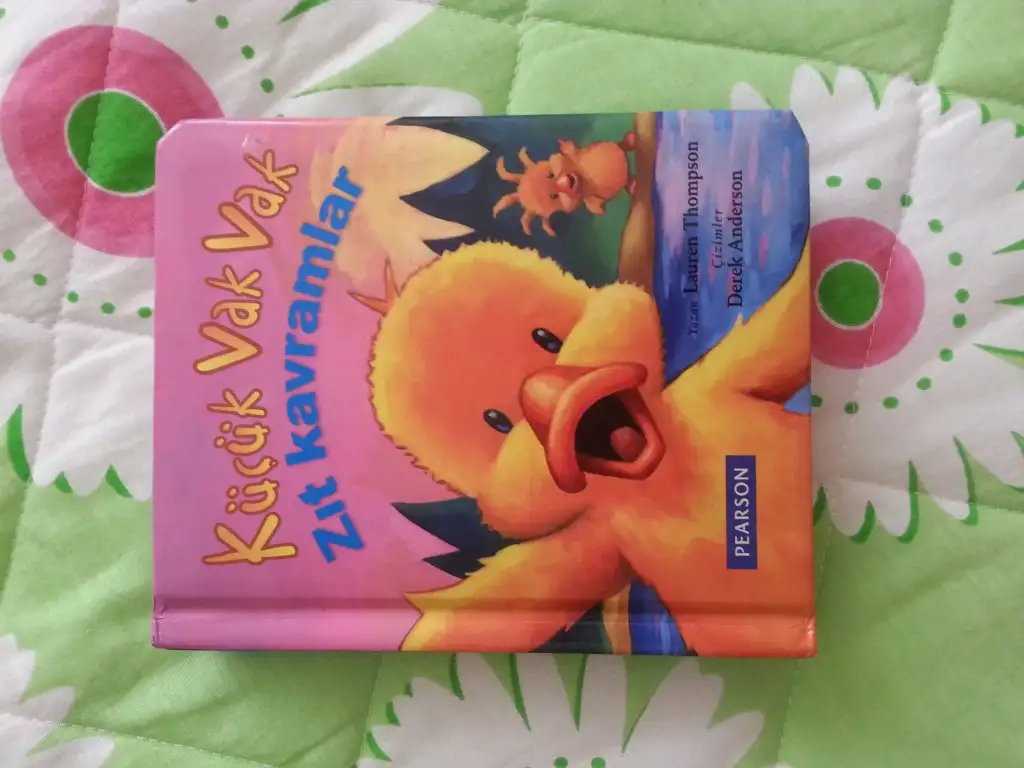 Küçük Vak Vak
Zıt Kavramlar
Yazan Lauren Thompson
Çizimler
Derek Anderson
PEARSON